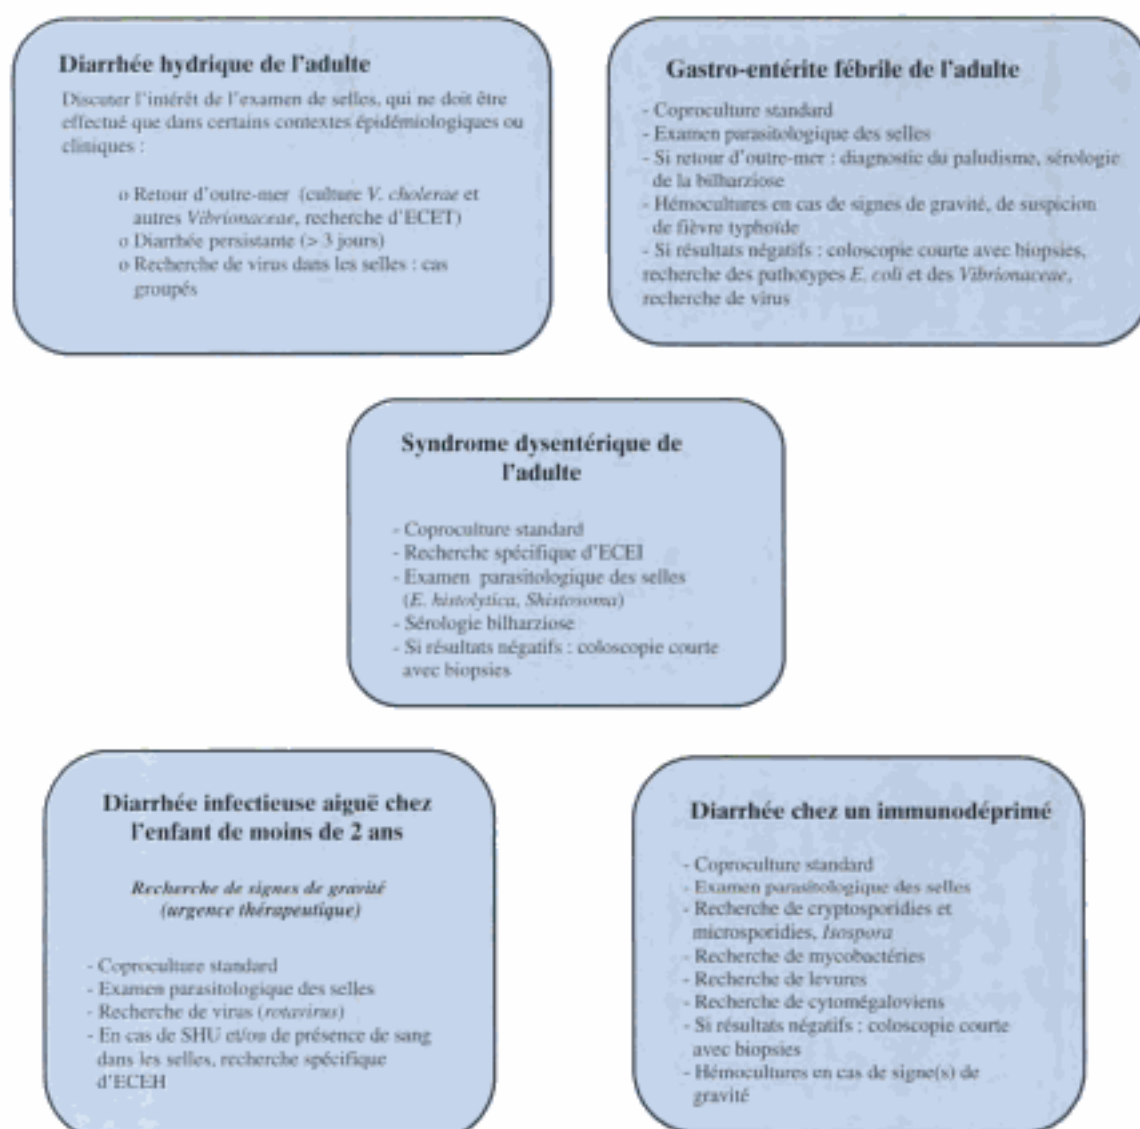 Diarrhée hydrique de l'adulte
Discuter l'intérêt de l'examen de selles, qui ne doit être
effectué que dans certains contextes épidémiologiques ou
cliniques :
o Retour d'outre-mer (culture V. cholerae et
autres Vibrionaceae, recherche d'ECET)
o Diarrhée persistante (> 3 jours)
o Recherche de virus dans les selles : cas
groupés
Gastro-entérite fébrile de l'adulte
- Coproculture standard
- Examen parasitologique des selles
- Si retour d'outre-mer : diagnostic du paludisme, sérologie
de la bilharziose
- Hémocultures en cas de signes de gravité, de suspicion
de fièvre typhoïde
- Si résultats négatifs : coloscopie courte avec biopsies,
recherche des pathotypes E. coli et des Vibrionaceae,
recherche de virus
Syndrome dysentérique de
l'adulte
- Coproculture standard
- Recherche spécifique d'ECEI
- Examen parasitologique des selles
(E. histolytica, Shistosoma)
- Sérologie bilharziose
- Si résultats négatifs : coloscopie courte
avec biopsies
Diarrhée infectieuse aiguë chez
l'enfant de moins de 2 ans
Recherche de signes de gravité
(urgence thérapeutique)
- Coproculture standard
- Examen parasitologique des selles
- Recherche de virus (rotavirus)
- En cas de SHU et/ou de présence de sang
dans les selles, recherche spécifique
d'ECEH
Diarrhée chez un immunodéprimé
- Coproculture standard
- Examen parasitologique des selles
- Recherche de cryptosporidies et
microsporidies, Isospora
- Recherche de mycobactéries
- Recherche de levures
- Recherche de cytomégaloviens
- Si résultats négatifs : coloscopie courte
avec biopsies
- Hémocultures en cas de signe(s) de
gravité